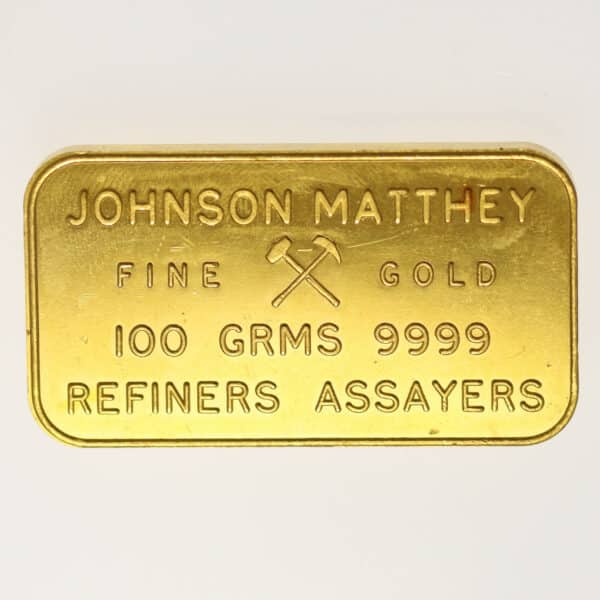 JOHNSON MATTHEY
FINE GOLD
100 GRMS 9999
REFINERS ASSAYERS